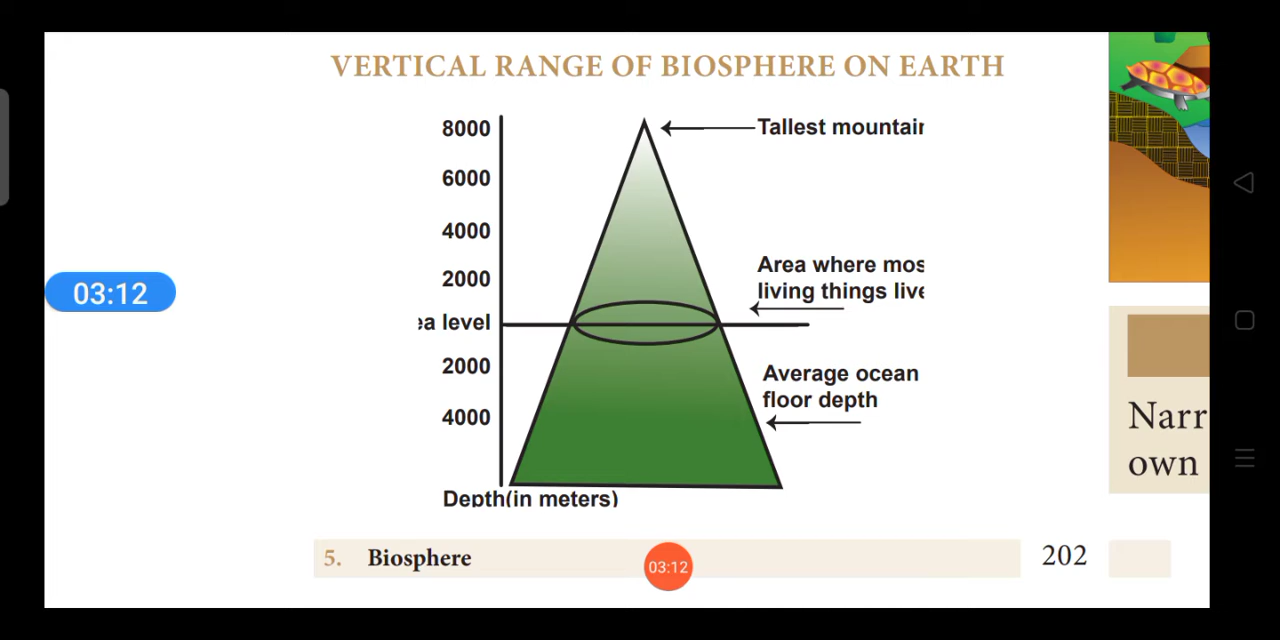 VERTICAL RANGE OF BIOSPHERE ON EARTH
8000
Tallest mountain
6000
4000
Area where mos
2000
living things live
ea level
2000
Average ocean
floor depth
4000
Depth(in meters)
5. Biosphere
202
03:12
03:12
Narr
own